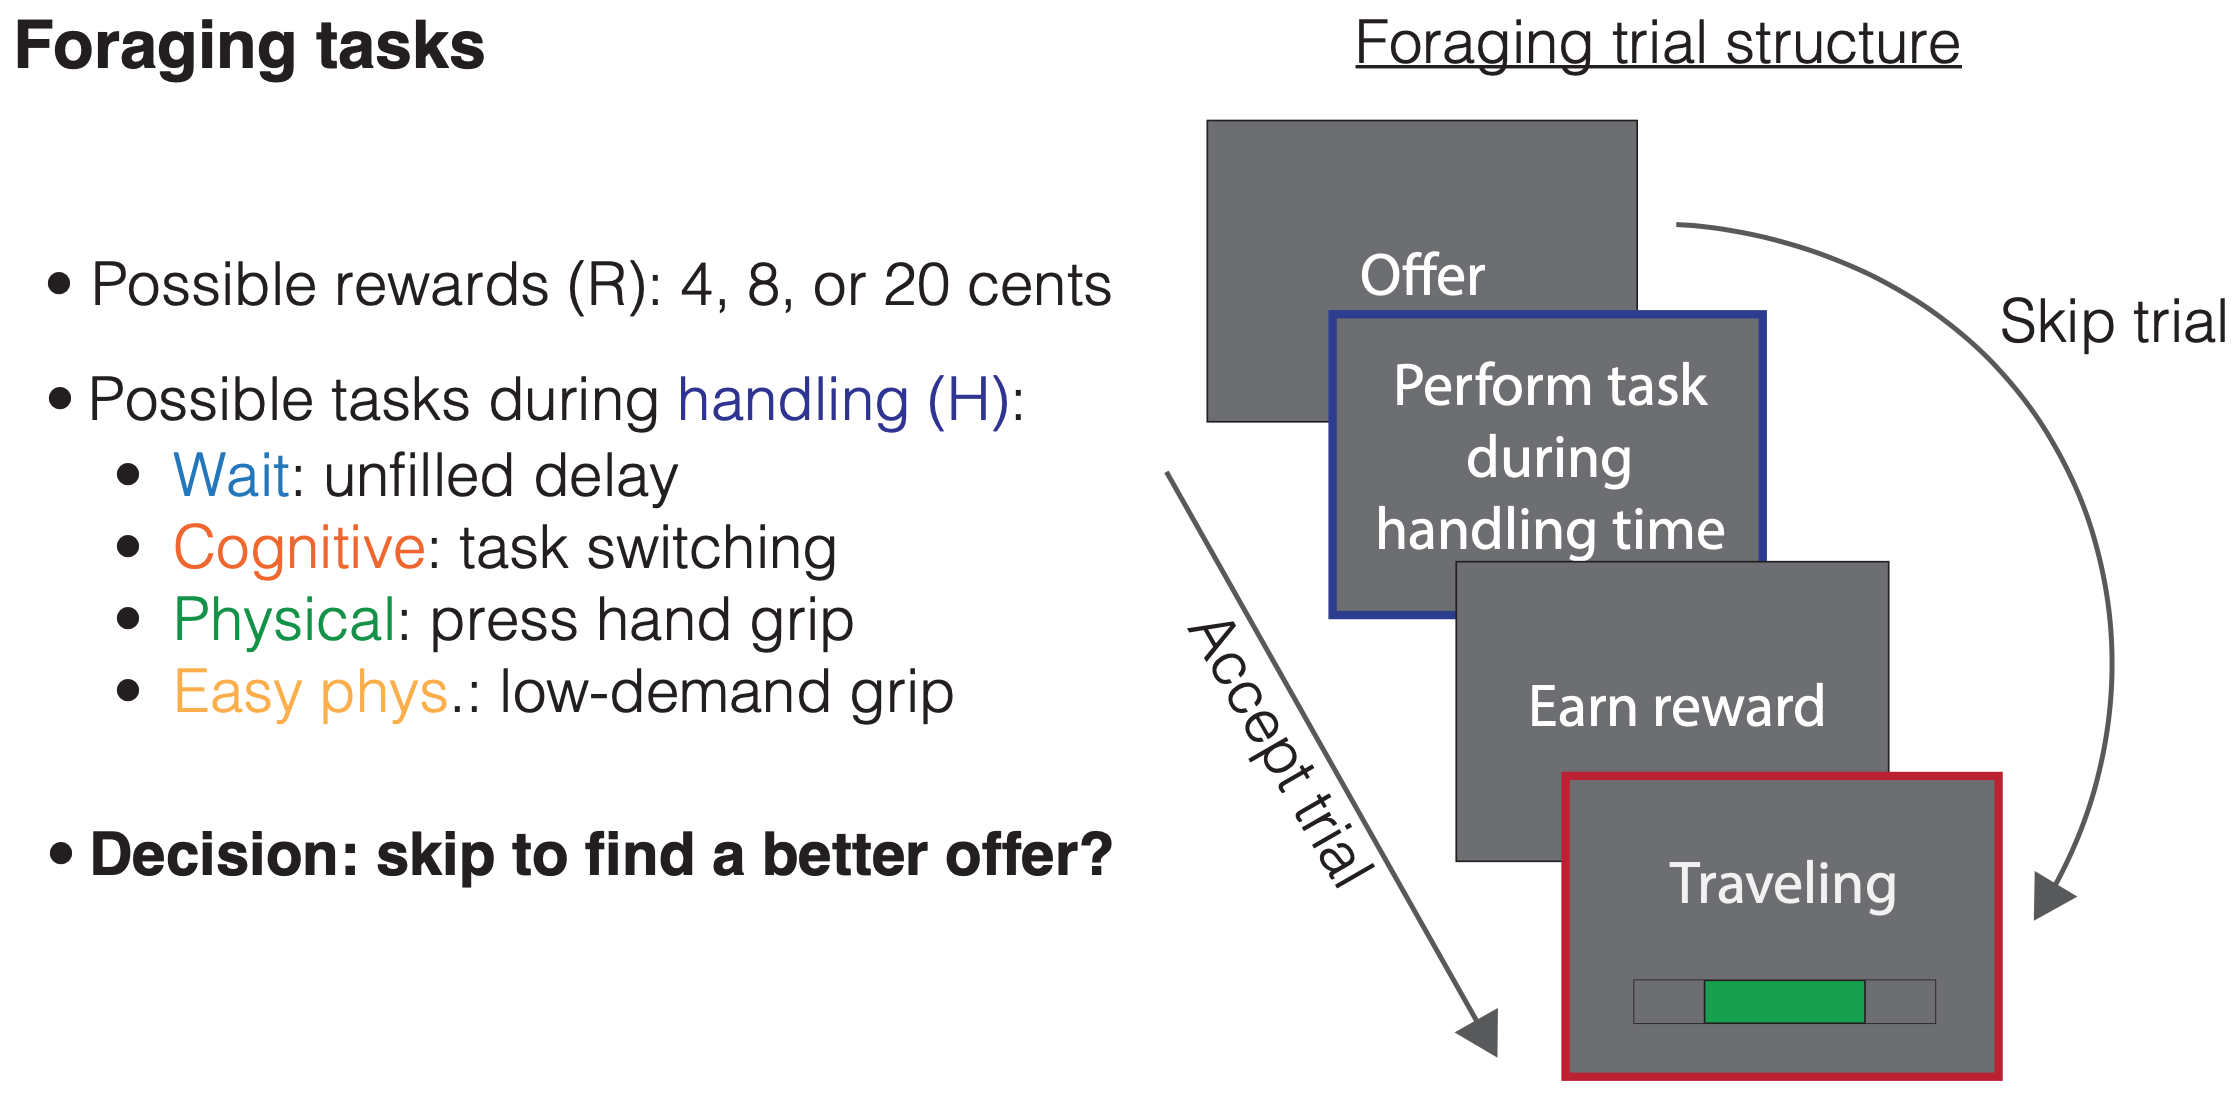 Foraging tasks
• Possible rewards (R): 4, 8, or 20 cents
• Possible tasks during handling (H):
• Wait: unfilled delay
• Cognitive: task switching
• Physical: press hand grip
• Easy phys.: low-demand grip
• Decision: skip to find a better offer?
Foraging trial structure
Offer
Perform task
during
handling time
Earn reward
Traveling
Accept trial
Skip trial